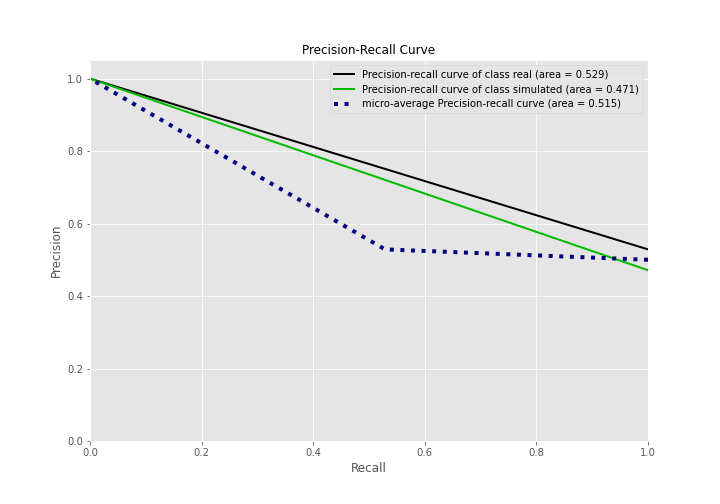 Precision-Recall Curve
Precision-recall curve of class real (area = 0.529)
Precision-recall curve of class simulated (area = 0.471)
micro-average Precision-recall curve (area = 0.515)
Precision
1.0
0.8
0.6
0.4
0.2
0.0
0.0 0.2 0.4 0.6 0.8 1.0
Recall